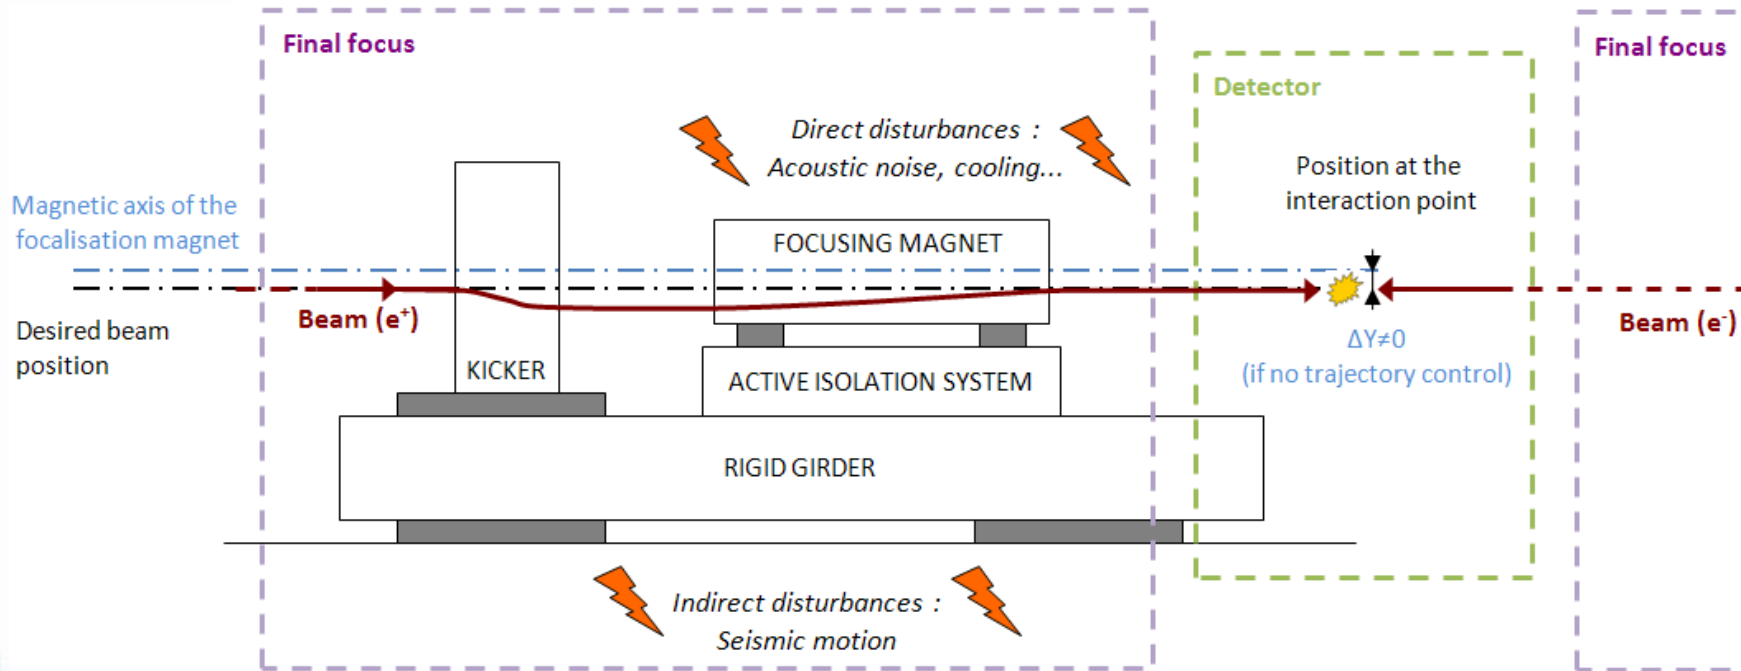 Final focus
Final focus
Detector
Direct disturbances :
Acoustic noise, cooling...
Position at the
interaction point
Magnetic axis of the
focalisation magnet
FOCUSING MAGNET
Beam (e⁺)
Desired beam
position
KICKER
ACTIVE ISOLATION SYSTEM
ΔY≠0
(if no trajectory control)
Beam (e⁻)
RIGID GIRDER
Indirect disturbances :
Seismic motion